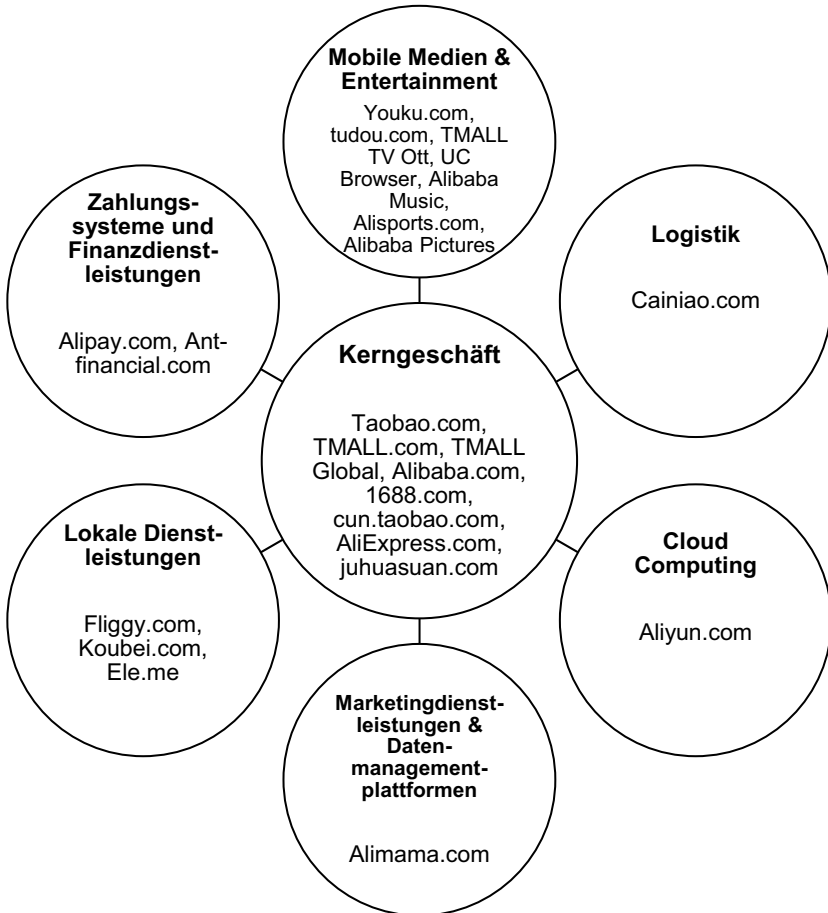 Mobile Medien &
Entertainment
Youku.com,
tudou.com, TMALL
TV Ott, UC
Browser, Alibaba
Music,
Alisports.com,
Alibaba Pictures
Zahlungs-
systeme und
Finanzdienst-
leistungen
Alipay.com, Ant-
financial.com
Logistik
Cainiao.com
Kerngeschäft
Taobao.com,
TMALL.com, TMALL
Global, Alibaba.com,
1688.com,
cun.taobao.com,
AliExpress.com,
juhuasuan.com
Lokale Dienst-
leistungen
Fliggy.com,
Koubei.com,
Ele.me
Cloud
Computing
Aliyun.com
Marketingdienst-
leistungen &
Daten-
management-
plattformen
Alimama.com